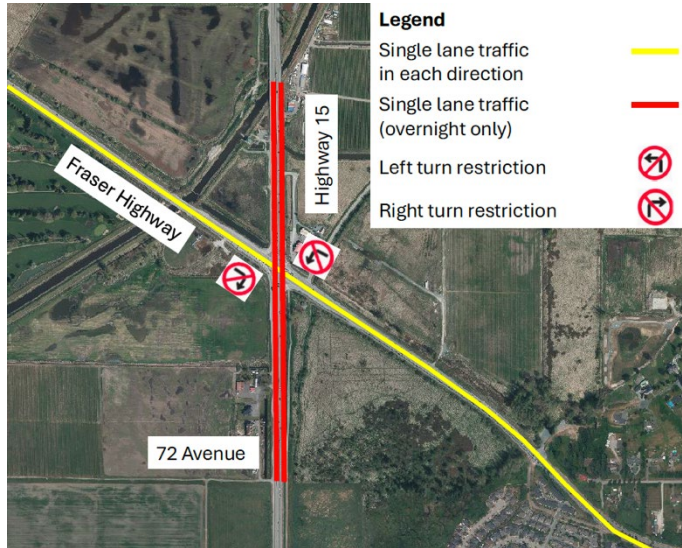 Legend
Single lane traffic
in each direction
Single lane traffic
(overnight only)
Left turn restriction
Right turn restriction
Highway 15
Fraser Highway
72 Avenue